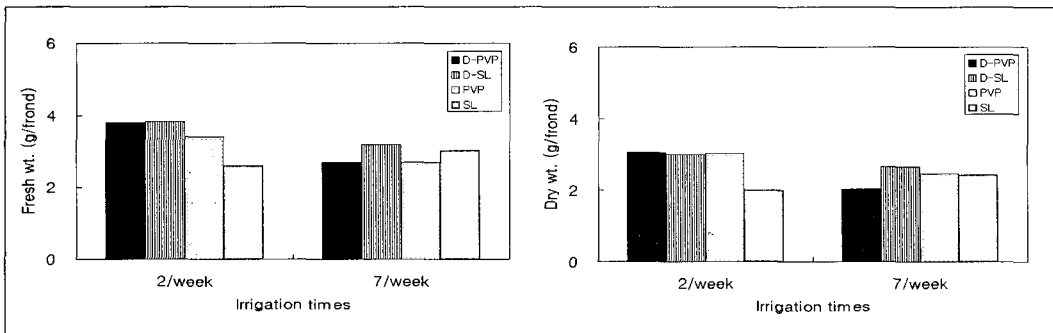 6
4
2
0
Fresh wt. (g/frond)
D-PVP
D-SL
PVP
SL
2/week
7/week
Irrigation times
6
4
2
0
Dry wt. (g/frond)
D-PVP
D-SL
PVP
SL
2/week
7/week
Irrigation times